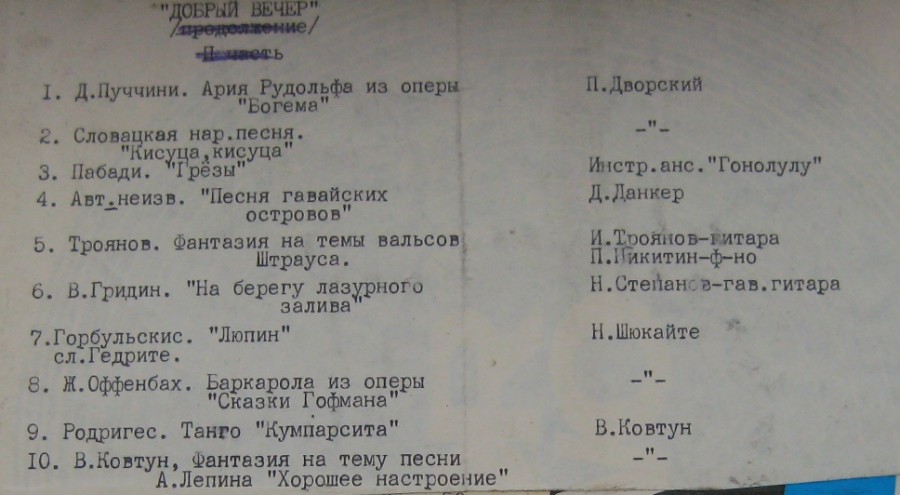 "ДОБРЫЙ ВЕЧЕР"
/продолжение/
П часть
1. Д.Пуччини. Ария Рудольфа из оперы П.Дворский
"Богема"
2. Словацкая нар.песня. -"-
"Кисуца,кисуца"
3. Пабади. "Грёзы" Инстр.анс."Гонолулу"
4. Авт.неизв. "Песня гавайских Д.Данкер
островов"
5. Троянов. Фантазия на темы вальсов И.Троянов-гитара
Штрауса. П.Никитин-ф-но
6. В.Гридин. "На берегу лазурного Н.Степанов-гав.гитара
залива"
7.Горбульскис. "Люпин" Н.Шюкайте
сл.Гедрите.
8. Ж.Оффенбах. Баркарола из оперы -"-
"Сказки Гофмана"
9. Родригес. Танго "Кумпарсита" В.Ковтун
10. В.Ковтун, Фантазия на тему песни -"-
А.Лепина "Хорошее настроение"